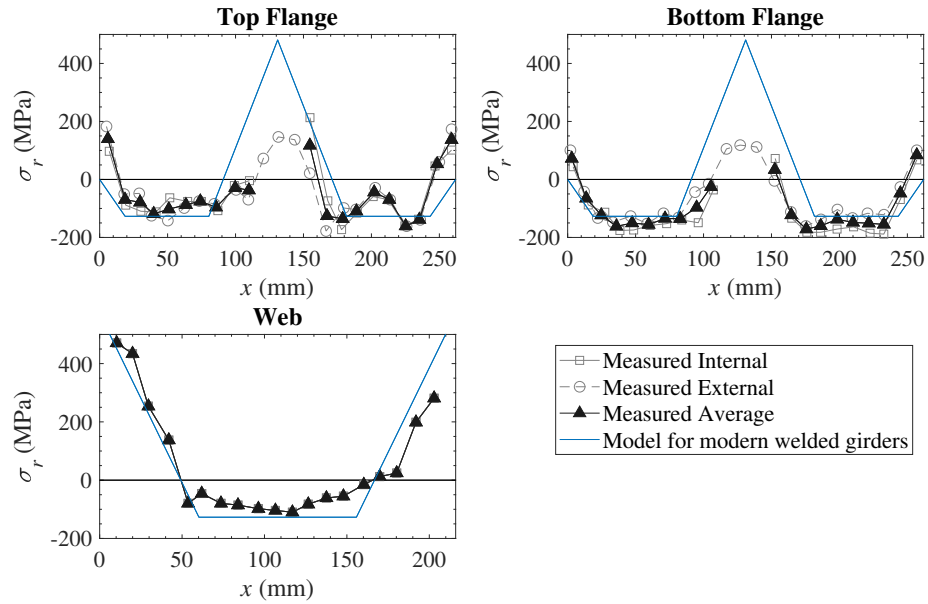 Top Flange
400
200
0
-200
σr (MPa)
0 50 100 150 200 250
x (mm)
Bottom Flange
400
200
0
-200
σr (MPa)
0 50 100 150 200 250
x (mm)
Web
400
200
0
-200
σr (MPa)
0 50 100 150 200
x (mm)
Measured Internal
Measured External
Measured Average
Model for modern welded girders